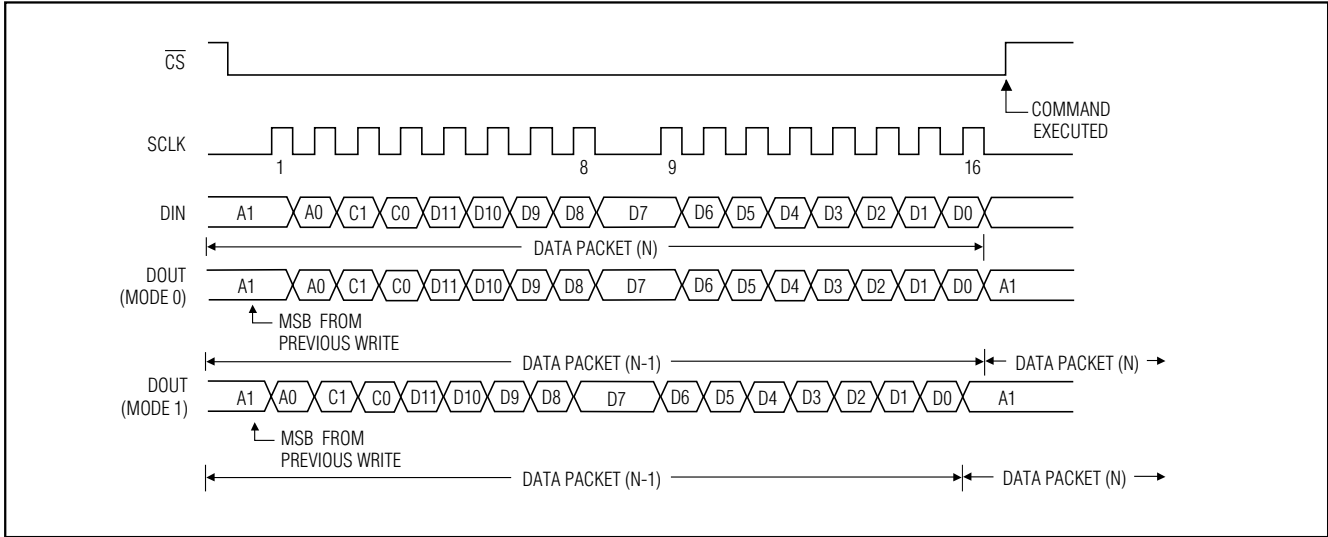 CS
COMMAND
EXECUTED
SCLK
1 8 9 16
DIN A1 A0 C1 C0 D11 D10 D9 D8 D7 D6 D5 D4 D3 D2 D1 D0
DATA PACKET (N)
DOUT
(MODE 0)
A1 A0 C1 C0 D11 D10 D9 D8 D7 D6 D5 D4 D3 D2 D1 D0 A1
MSB FROM
PREVIOUS WRITE
DATA PACKET (N-1) DATA PACKET (N)
DOUT
(MODE 1)
A1 A0 C1 C0 D11 D10 D9 D8 D7 D6 D5 D4 D3 D2 D1 D0 A1
MSB FROM
PREVIOUS WRITE
DATA PACKET (N-1) DATA PACKET (N)